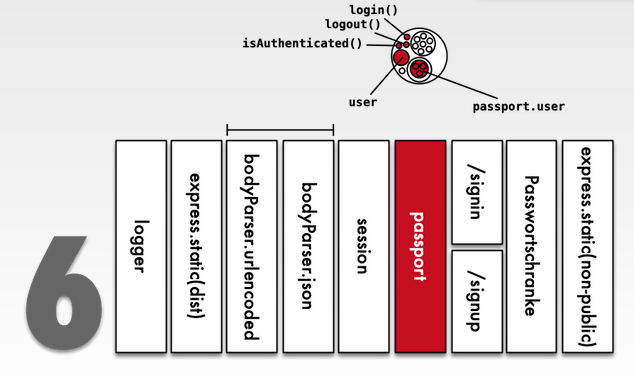 login()
logout()
isAuthenticated()
user
passport.user
6
logger
express.static(dist)
bodyParser.urlencoded
bodyParser.json
session
passport
/signin
/signup
Passwortschranke
express.static(non-public)